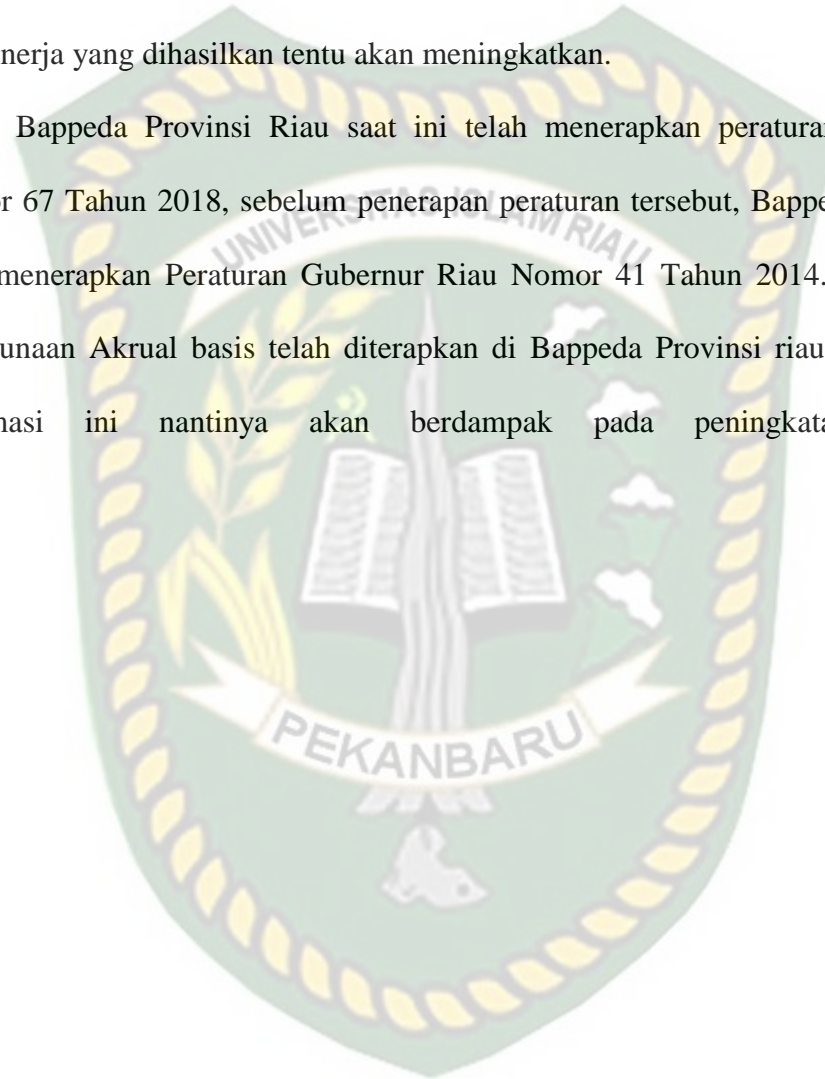 nerja yang dihasilkan tentu akan meningkatkan.
Bappeda Provinsi Riau saat ini telah menerapkan peraturan
or 67 Tahun 2018, sebelum penerapan peraturan tersebut, Bappe
menerapkan Peraturan Gubernur Riau Nomor 41 Tahun 2014.
unaan Akrual basis telah diterapkan di Bappeda Provinsi riau
nasi ini nantinya akan berdampak pada peningkata
UNIVERSITAS ISLAM RIAU
PEKANBARU